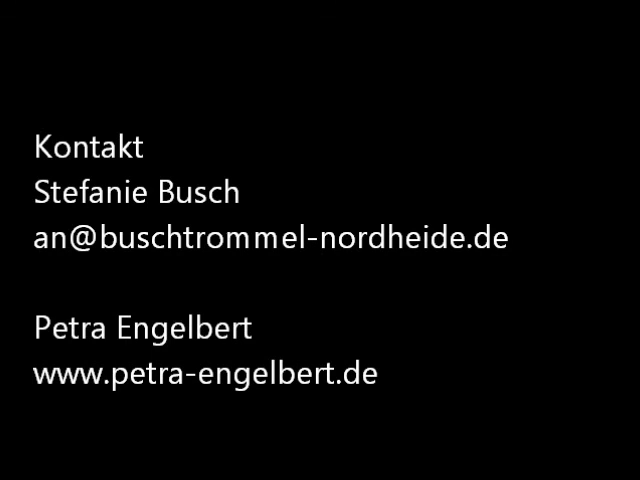 Kontakt
Stefanie Busch
an@buschtrommel-nordheide.de
Petra Engelbert
www.petra-engelbert.de